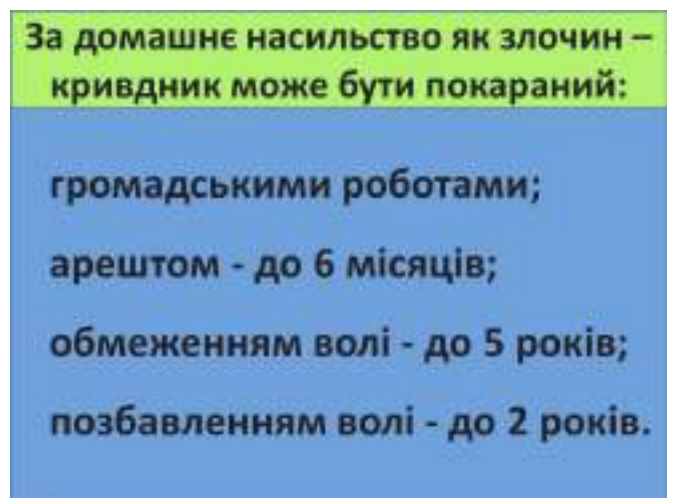 За домашнє насильство як злочин –
кривдник може бути покараний:
громадськими роботами;
арештом - до 6 місяців;
обмеженням волі - до 5 років;
позбавленням волі - до 2 років.